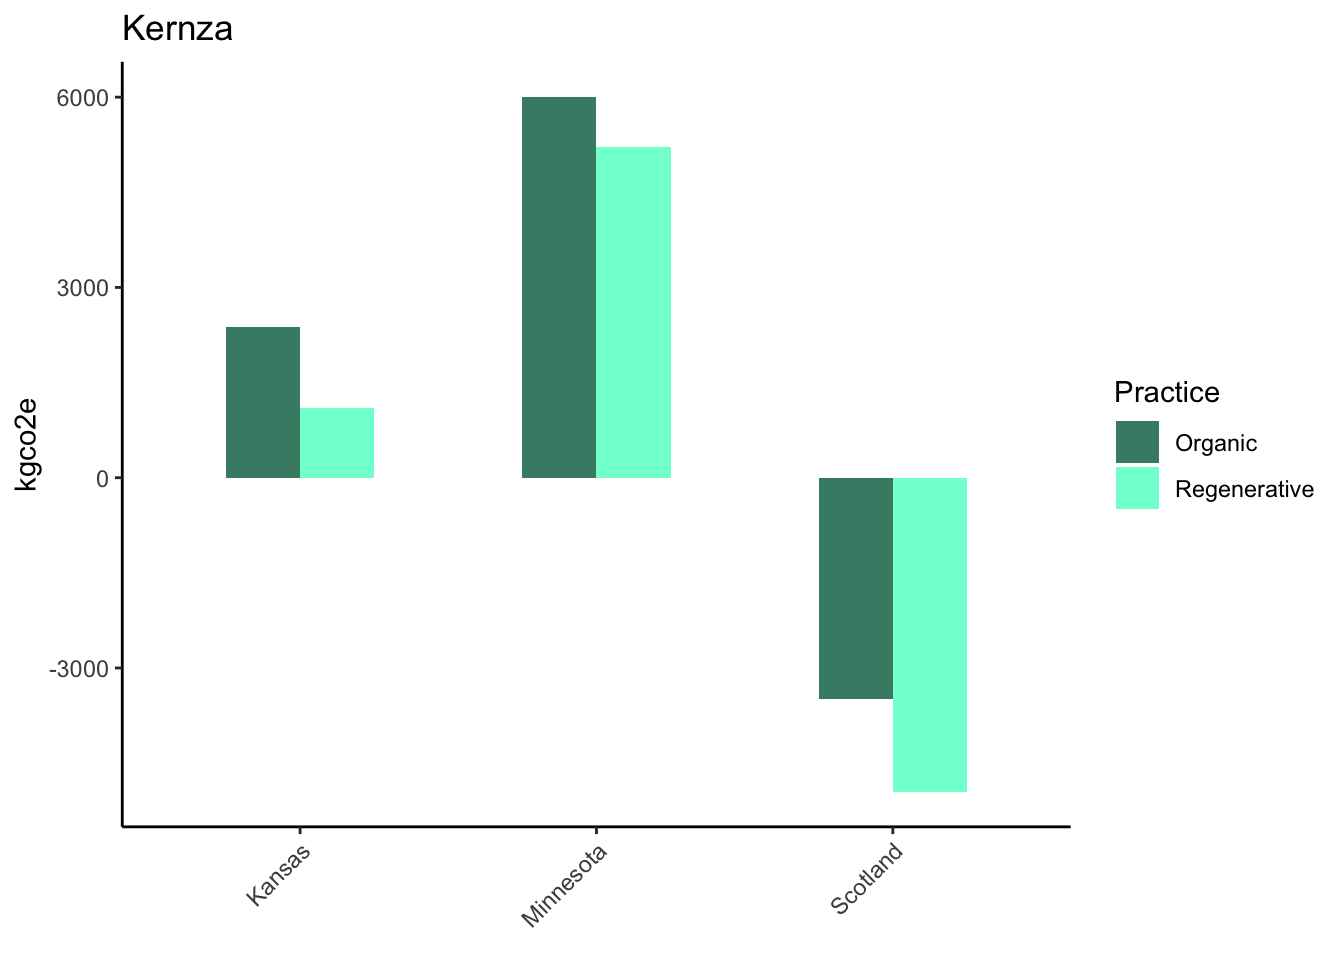 Kernza
6000
3000
0
-3000
kgco2e
Kansas
Minnesota
Scotland
Practice
Organic
Regenerative